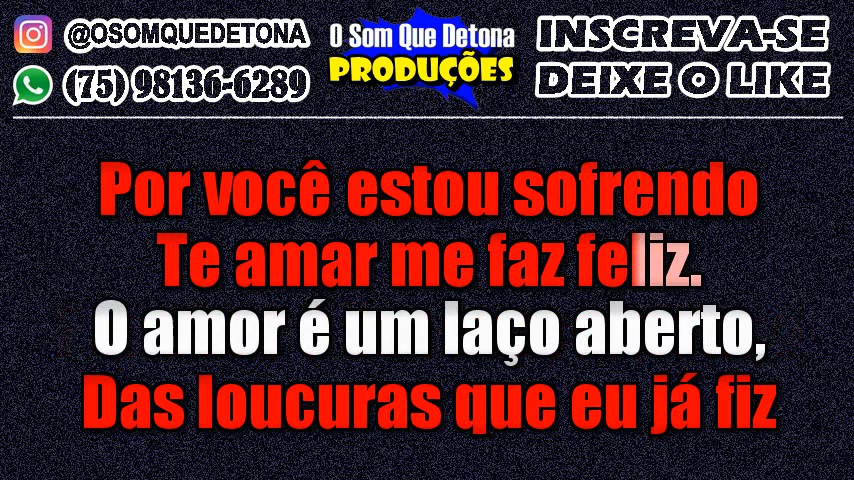 @OSOMQUEDETONA
(75) 98136-6289
O Som Que Detona
PRODUÇÕES
INSCREVA-SE
DEIXE O LIKE
Por você estou sofrendo
Te amar me faz feliz.
O amor é um laço aberto,
Das loucuras que eu já fiz